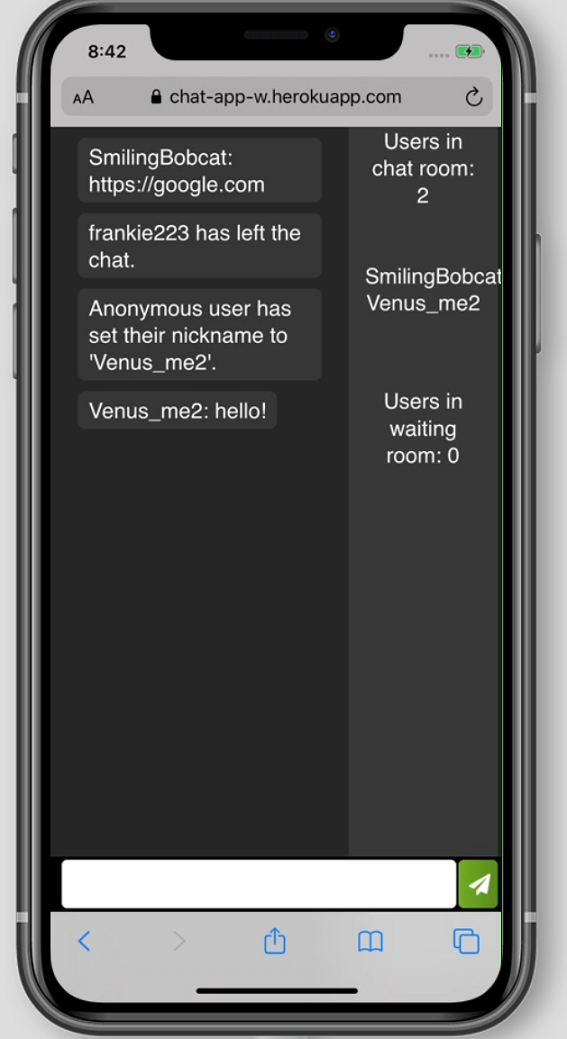 8:42
AA chat-app-w.herokuapp.com
SmilingBobcat:
https://google.com
frankie223 has left the
chat.
Anonymous user has
set their nickname to
'Venus_me2'.
Venus_me2: hello!
Users in
chat room:
2
SmilingBobcat
Venus_me2
Users in
waiting
room: 0